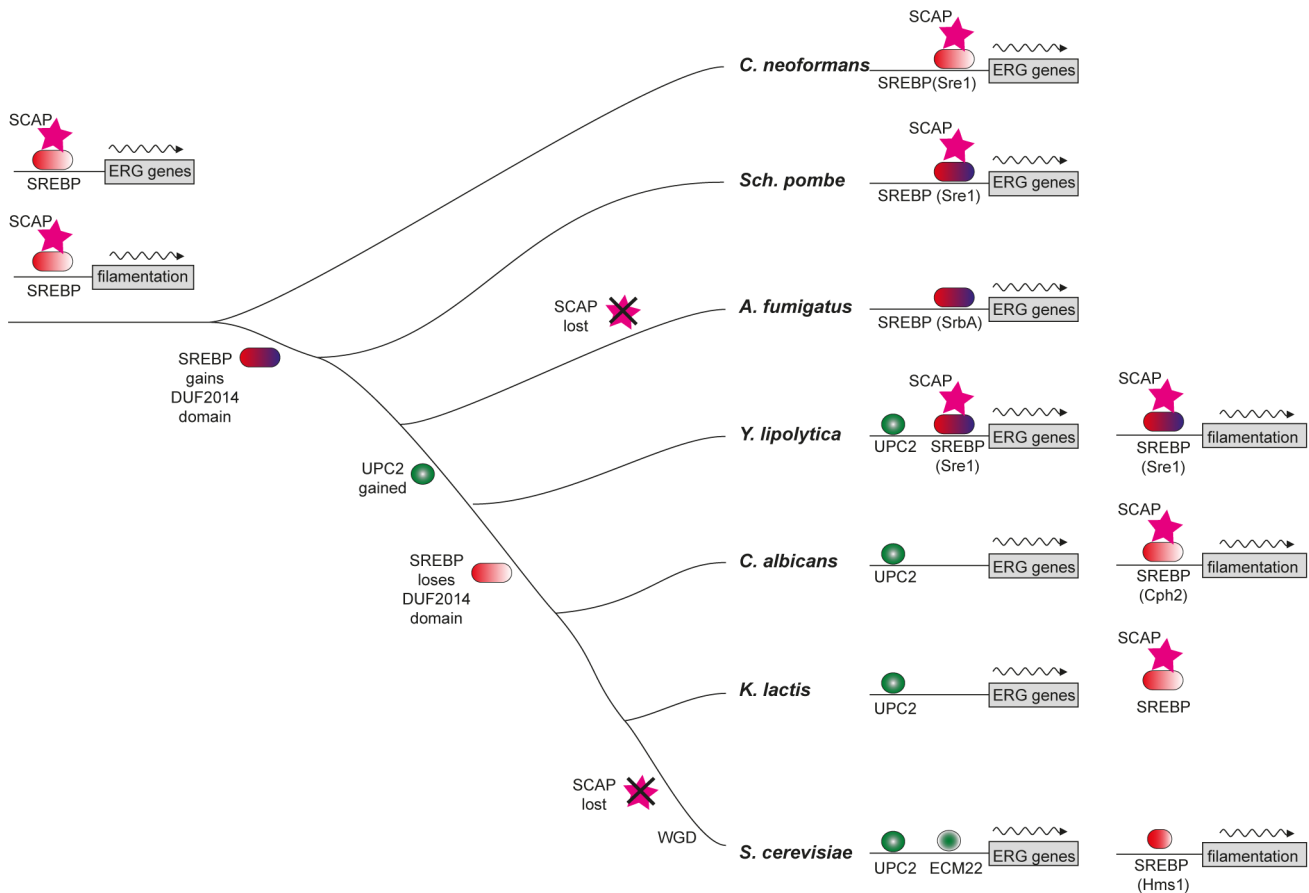 SCAP
SREBP
ERG genes
SCAP
SREBP
filamentation
SREBP
gains
DUF2014
domain
SCAP
lost
UPC2
gained
SREBP
loses
DUF2014
domain
SCAP
lost
WGD
C. neoformans
SCAP
SREBP(Sre1)
ERG genes
Sch. pombe
SCAP
SREBP (Sre1)
ERG genes
A. fumigatus
SREBP (SrbA)
ERG genes
Y. lipolytica
UPC2
SCAP
SREBP
(Sre1)
ERG genes
SCAP
SREBP
(Sre1)
filamentation
C. albicans
UPC2
ERG genes
SCAP
SREBP
(Cph2)
filamentation
K. lactis
UPC2
ERG genes
SCAP
SREBP
S. cerevisiae
UPC2
ECM22
ERG genes
SREBP
(Hms1)
filamentation